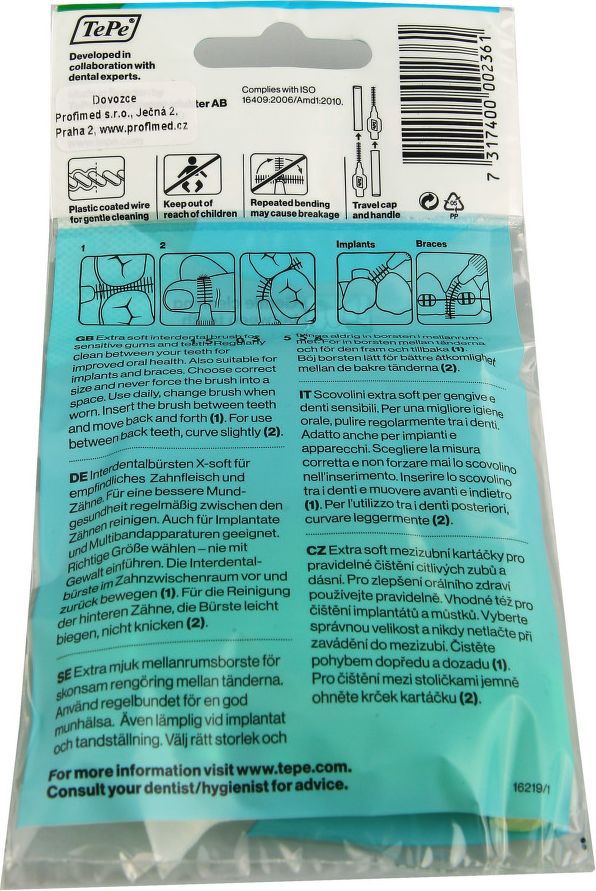 TePe
Developed in
collaboration with
dental experts.
Dovozce
Profimed s.r.o., Ječná 2,
Praha 2, www.profimed.cz
ter AB
Complies with ISO
16409:2006/Amd1:2010.
7 317400 002361
Plastic coated wire
for gentle cleaning
Keep out of
reach of children
Repeated bending
may cause breakage
Travel cap
and handle
05
PP
1
2
Implants
Braces
GB Extra soft interdental brush for
sensitive gums and teeth. Regularly
clean between your teeth for
improved oral health. Also suitable for
implants and braces. Choose correct
size and never force the brush into a
space. Use daily, change brush when
worn. Insert the brush between teeth
and move back and forth (1). For use
between back teeth, curve slightly (2).
DE Interdentalbürsten X-soft für
empfindliches Zahnfleisch und
Zähne. Für eine bessere Mund-
gesundheit regelmäßig zwischen den
Zähnen reinigen. Auch für Implantate
und Multibandapparaturen geeignet.
Richtige Größe wählen – nie mit
Gewalt einführen. Die Interdental-
bürste im Zahnzwischenraum vor und
zurück bewegen (1). Für die Reinigung
der hinteren Zähne, die Bürste leicht
biegen, nicht knicken (2).
SE Extra mjuk mellanrumsborste för
skonsam rengöring mellan tänderna.
Använd regelbundet för en god
munhälsa. Även lämplig vid implantat
och tandställning. Välj rätt storlek och
aldrig in borsten i mellanrum-
met. För in borsten mellan tänderna
och för den fram och tillbaka (1).
Böj borsten lätt för bättre åtkomlighet
mellan de bakre tänderna (2).
IT Scovolini extra soft per gengive e
denti sensibili. Per una migliore igiene
orale, pulire regolarmente tra i denti.
Adatto anche per impianti e
apparecchi. Scegliere la misura
corretta e non forzare mai lo scovolino
nell'inserimento. Inserire lo scovolino
tra i denti e muovere avanti e indietro
(1). Per l'utilizzo tra i denti posteriori,
curvare leggermente (2).
CZ Extra soft mezizubní kartáčky pro
pravidelné čištění citlivých zubů a
dásní. Pro zlepšení orálního zdraví
používejte pravidelně. Vhodné též pro
čištění implantátů a můstků. Vyberte
správnou velikost a nikdy netlačte při
zavádění do mezizubí. Čistěte
pohybem dopředu a dozadu (1).
Pro čištění mezi stoličkami jemně
ohněte krček kartáčku (2).
For more information visit www.tepe.com.
Consult your dentist/hygienist for advice.
16219/1